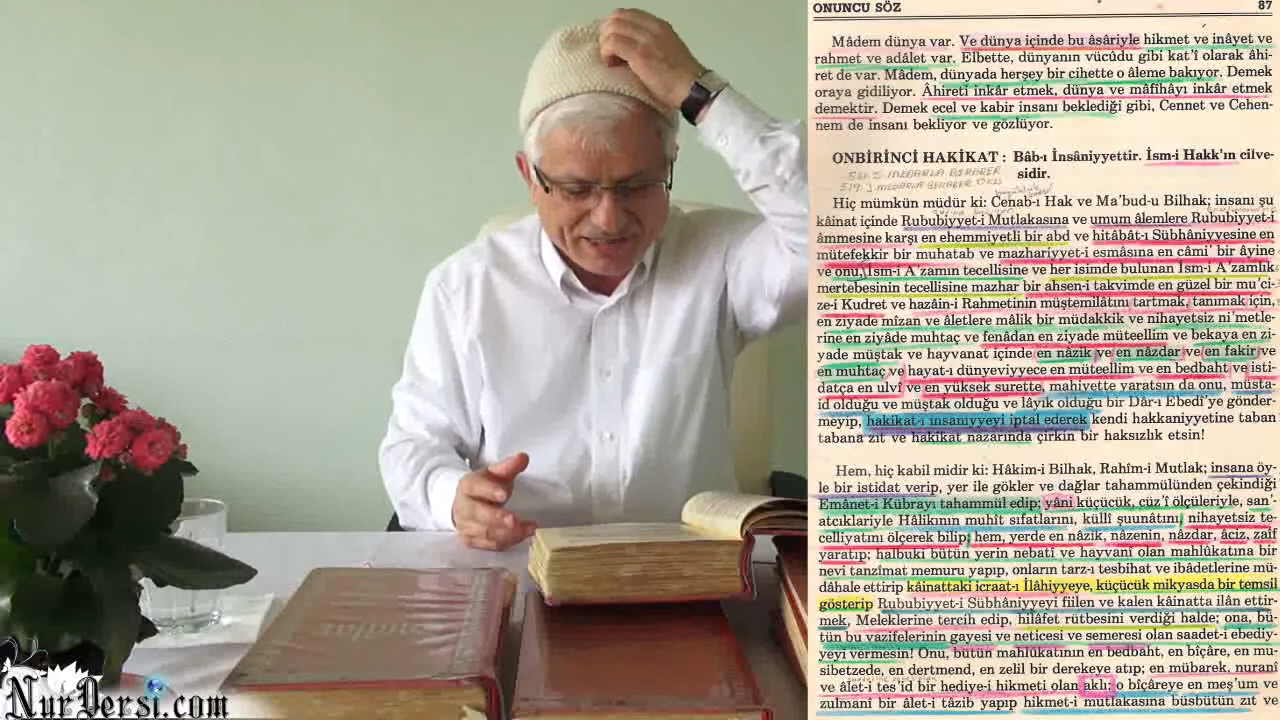 ONUNCU SÖZ 87
Mâdem dünya var. Ve dünya içinde bu âsâriyle hikmet ve inâyet ve
rahmet ve adâlet var. Elbette, dünyanın vücûdu gibi kat'î olarak âhi-
ret de var. Mâdem, dünyada herşey bir cihette o âleme bakıyor. Demek
oraya gidiliyor. Âhireti inkâr etmek, dünya ve mâfîhâyı inkâr etmek
demektir. Demek ecel ve kabir insanı beklediği gibi, Cennet ve Cehen-
nem de insanı bekliyor ve gözlüyor.
ONBİRİNCİ HAKİKAT : Bâb-ı İnsâniyyettir. İsm-i Hakk'ın cilve-
sidir.
Hiç mümkün müdür ki: Cenab-ı Hak ve Ma'bud-u Bilhak; insanı şu
kâinat içinde Rububiyyet-i Mutlakasına ve umum âlemlere Rububiyyet-i
âmmesine karşı en ehemmiyetli bir abd ve hitâbât-ı Sübhâniyyesine en
mütefekkir bir muhatab ve mazhariyyet-i esmâsına en câmi' bir âyine
ve onu, İsm-i A'zamın tecellisine ve her isimde bulunan İsm-i A'zamlık
mertebesinin tecellisine mazhar bir ahsen-i takvimde en güzel bir mu'ci-
ze-i Kudret ve hazâin-i Rahmetinin müştemilâtını tartmak, tanımak için,
en ziyade mîzan ve âletlere mâlik bir müdakkik ve nihayetsiz ni'metle-
rine en ziyâde muhtaç ve fenâdan en ziyade müteellim ve bekaya en zi-
yade müştak ve hayvanat içinde en nâzik ve en nâzdar ve en fakir ve
en muhtaç ve hayat-ı dünyeviyyece en müteellim ve en bedbaht ve isti-
datça en ulvî ve en yüksek surette, mahiyette yaratsın da onu, müsta-
id olduğu ve müştak olduğu ve lâyık olduğu bir Dâr-ı Ebedî'ye gönder-
meyip, hakikat-ı insaniyyeyi iptal ederek kendi hakkaniyyetine taban
tabana zıt ve hakikat nazarında çirkin bir haksızlık etsin!
Hem, hiç kabil midir ki: Hâkim-i Bilhak, Rahîm-i Mutlak; insana öy-
le bir istidat verip, yer ile gökler ve dağlar tahammülünden çekindiği
Emânet-i Kübrayı tahammül edip; yâni küçücük, cüz'î ölçüleriyle, san'-
atcıklariyle Hâlikının muhît sıfatlarını, küllî şuunâtını, nihayetsiz te-
celliyatını ölçerek bilip; hem, yerde en nâzik, nâzenin, nâzdar, âciz, zaîf
yaratıp; halbuki bütün yerin nebatî ve hayvanî olan mahlûkatına bir
nevi tanzîmat memuru yapıp, onların tarz-ı tesbihat ve ibâdetlerine mü-
dâhale ettirip kâinattaki icraat-ı İlâhiyyeye, küçücük mikyasda bir temsil
gösterip Rububiyyet-i Sübhâniyyeyi fiilen ve kalen kâinatta ilân ettir-
mek, Meleklerine tercih edip, hilâfet rütbesini verdiği halde; ona, bü-
tün bu vazifelerinin gayesi ve neticesi ve semeresi olan saadet-i ebediy-
yeyi vermesin! Onu, bütün mahlûkatının en bedbaht, en bîçâre, en mu-
sibetzede, en dertmend, en zelil bir derekeye atıp; en mübarek, nuranî
ve âlet-i tes'id bir hediye-i hikmeti olan aklı; o bîçâreye en meş'um ve
zulmani bir âlet-i tâzib yapıp hikmet-i mutlakasına büsbütün zıt ve
NurDersi.com